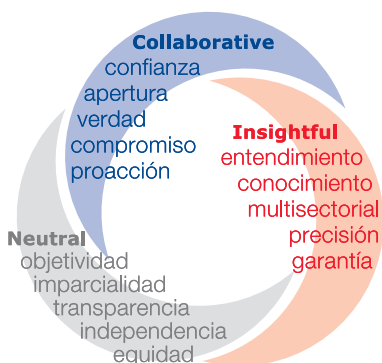 Collaborative
confianza
apertura
verdad
compromiso
proacción
Insightful
entendimiento
conocimiento
multisectorial
precisión
garantía
Neutral
objetividad
imparcialidad
transparencia
independencia
equidad